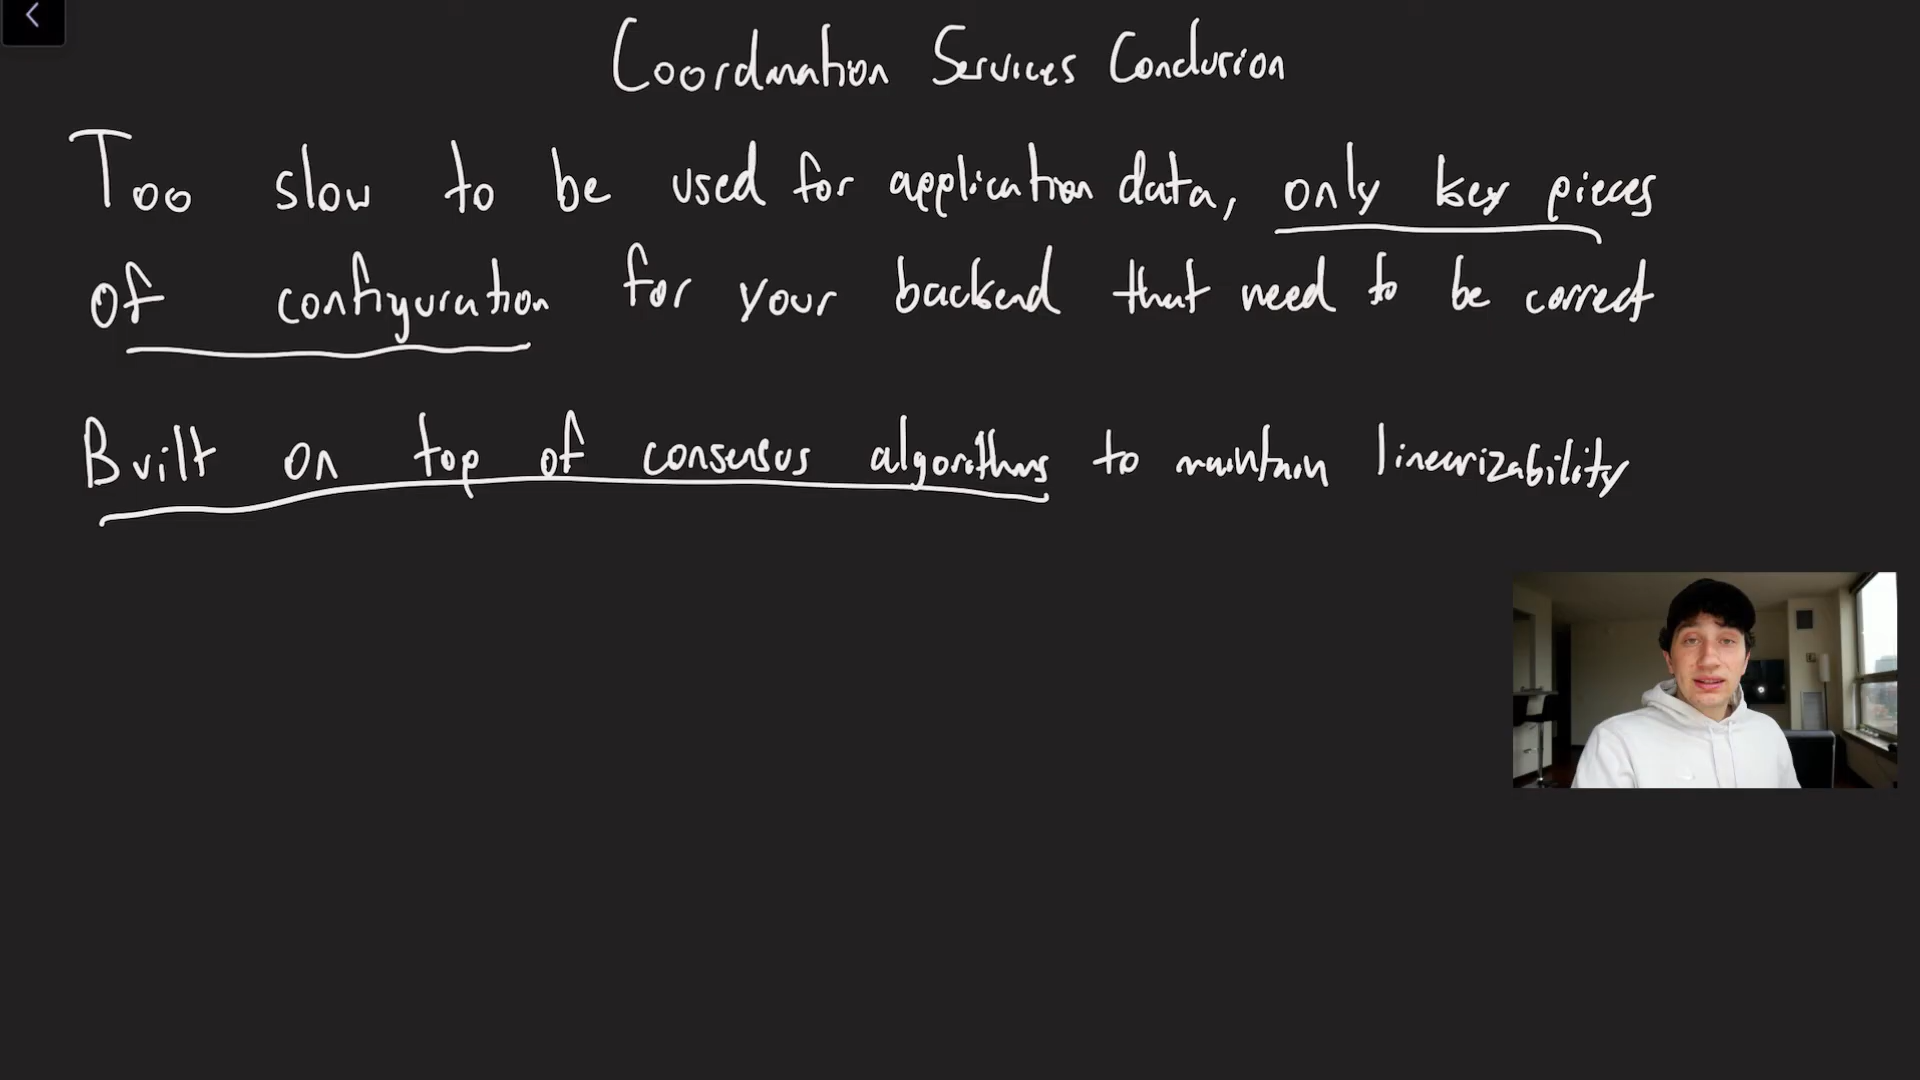 Coordination Services Conclusion
Too slow to be used for application data, only key pieces
of configuration for your backend that need to be correct
Built on top of consensus algorithms to maintain linearizability